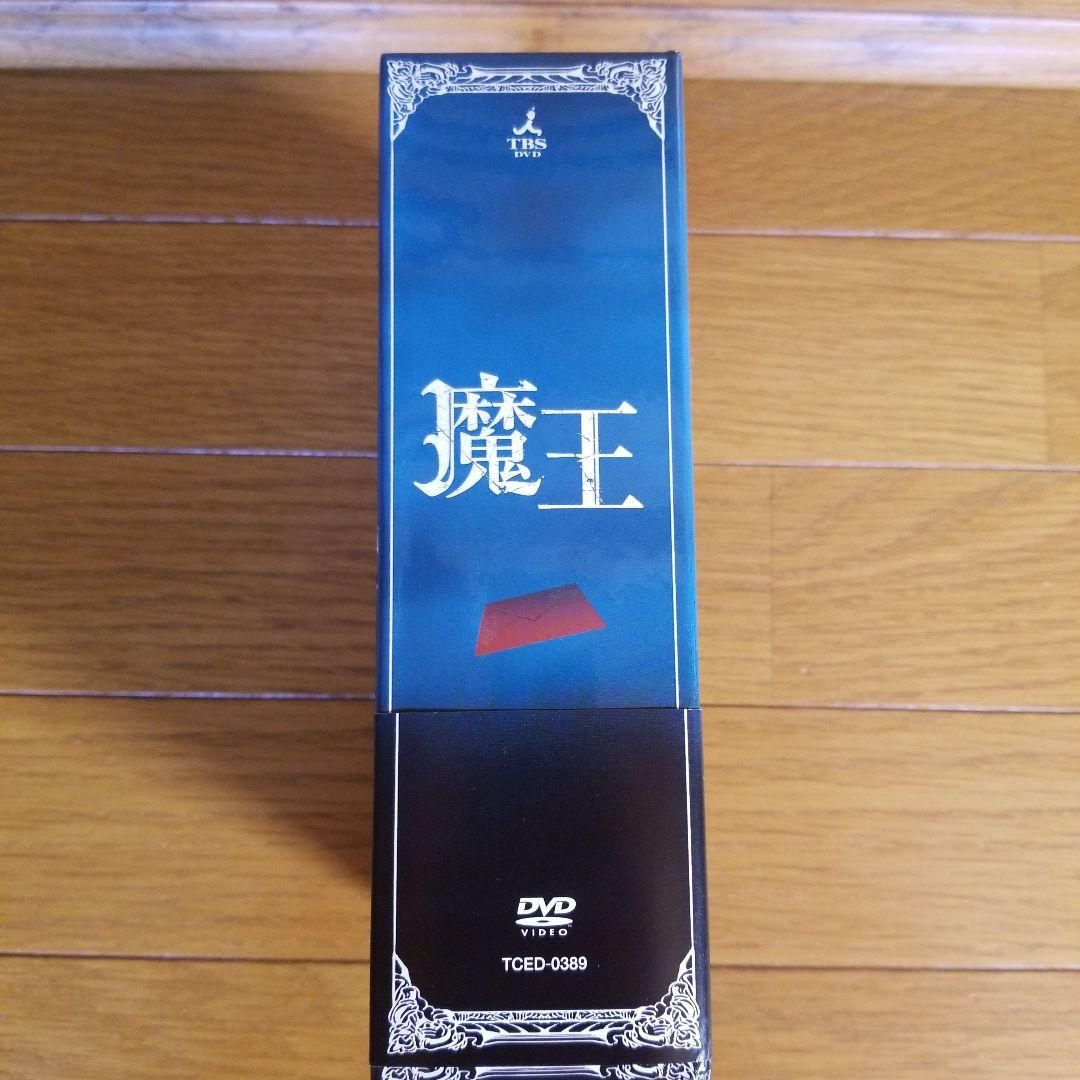 TBS
DVD
魔王
DVD
VIDEO
TCED-0389